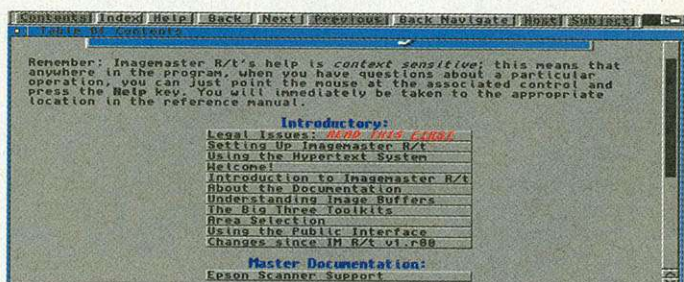 Contents Index Help Back Next Previous Back Navigate Host Subject
Table Of Contents
Remember: Imagemaster R/t's help is context sensitive; this means that
anywhere in the program, when you have questions about a particular
operation, you can just point the mouse at the associated control and
press the Help key. You will immediately be taken to the appropriate
location in the reference manual.
Introductory:
Legal Issues: READ THIS FIRST
Setting Up Imagemaster R/t
Using the Hypertext System
Welcome!
Introduction to Imagemaster R/t
About the Documentation
Understanding Image Buffers
The Big Three Toolkits
Area Selection
Using the Public Interface
Changes since IM R/t v1.r00
Master Documentation:
Epson Scanner Support